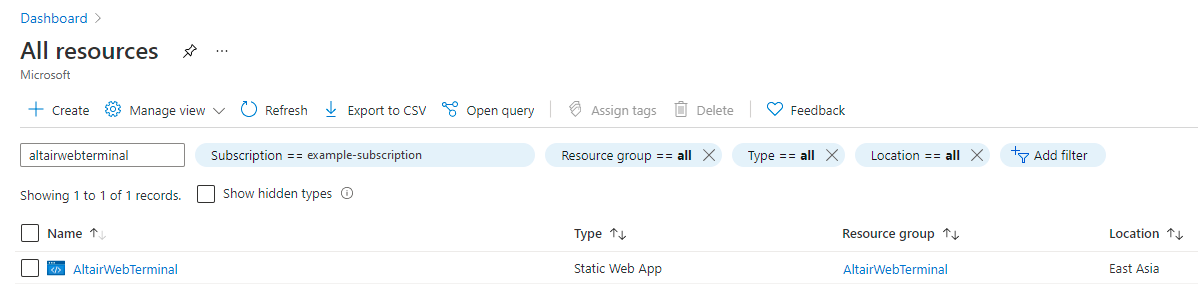 Dashboard >
All resources ...
Microsoft
Create Manage view Refresh Export to CSV Open query Assign tags Delete Feedback
altairwebterminal Subscription == example-subscription Resource group == all Type == all Location == all Add filter
Showing 1 to 1 of 1 records. Show hidden types
Name Type Resource group Location
AltairWebTerminal Static Web App AltairWebTerminal East Asia